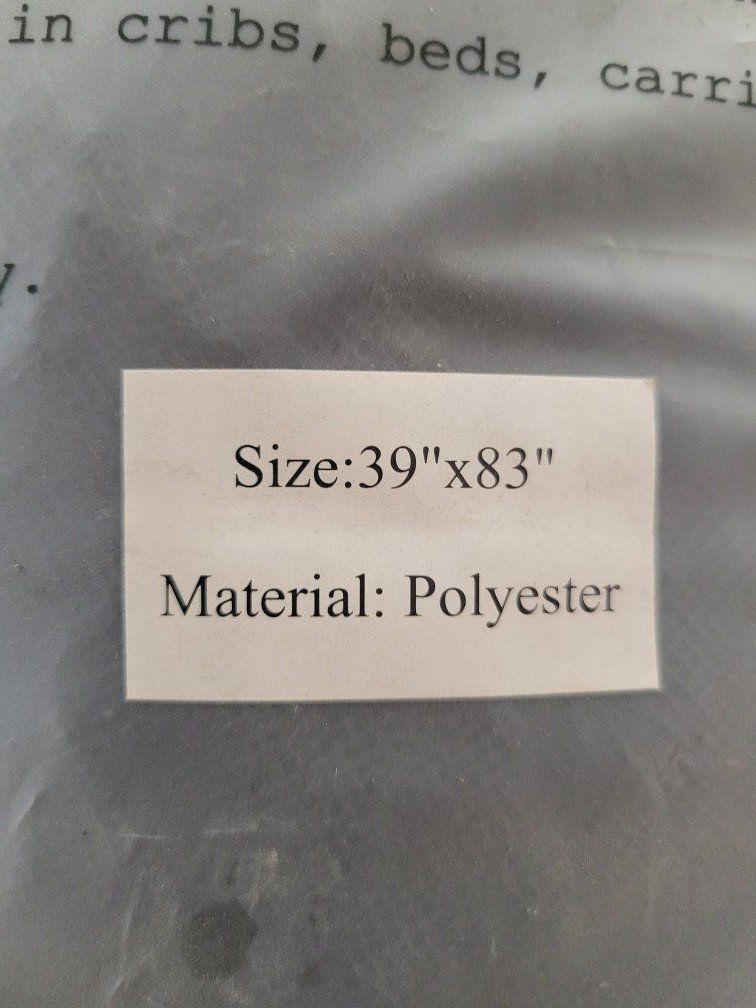 in cribs, beds, carri
y.
Size:39"x83"
Material: Polyester